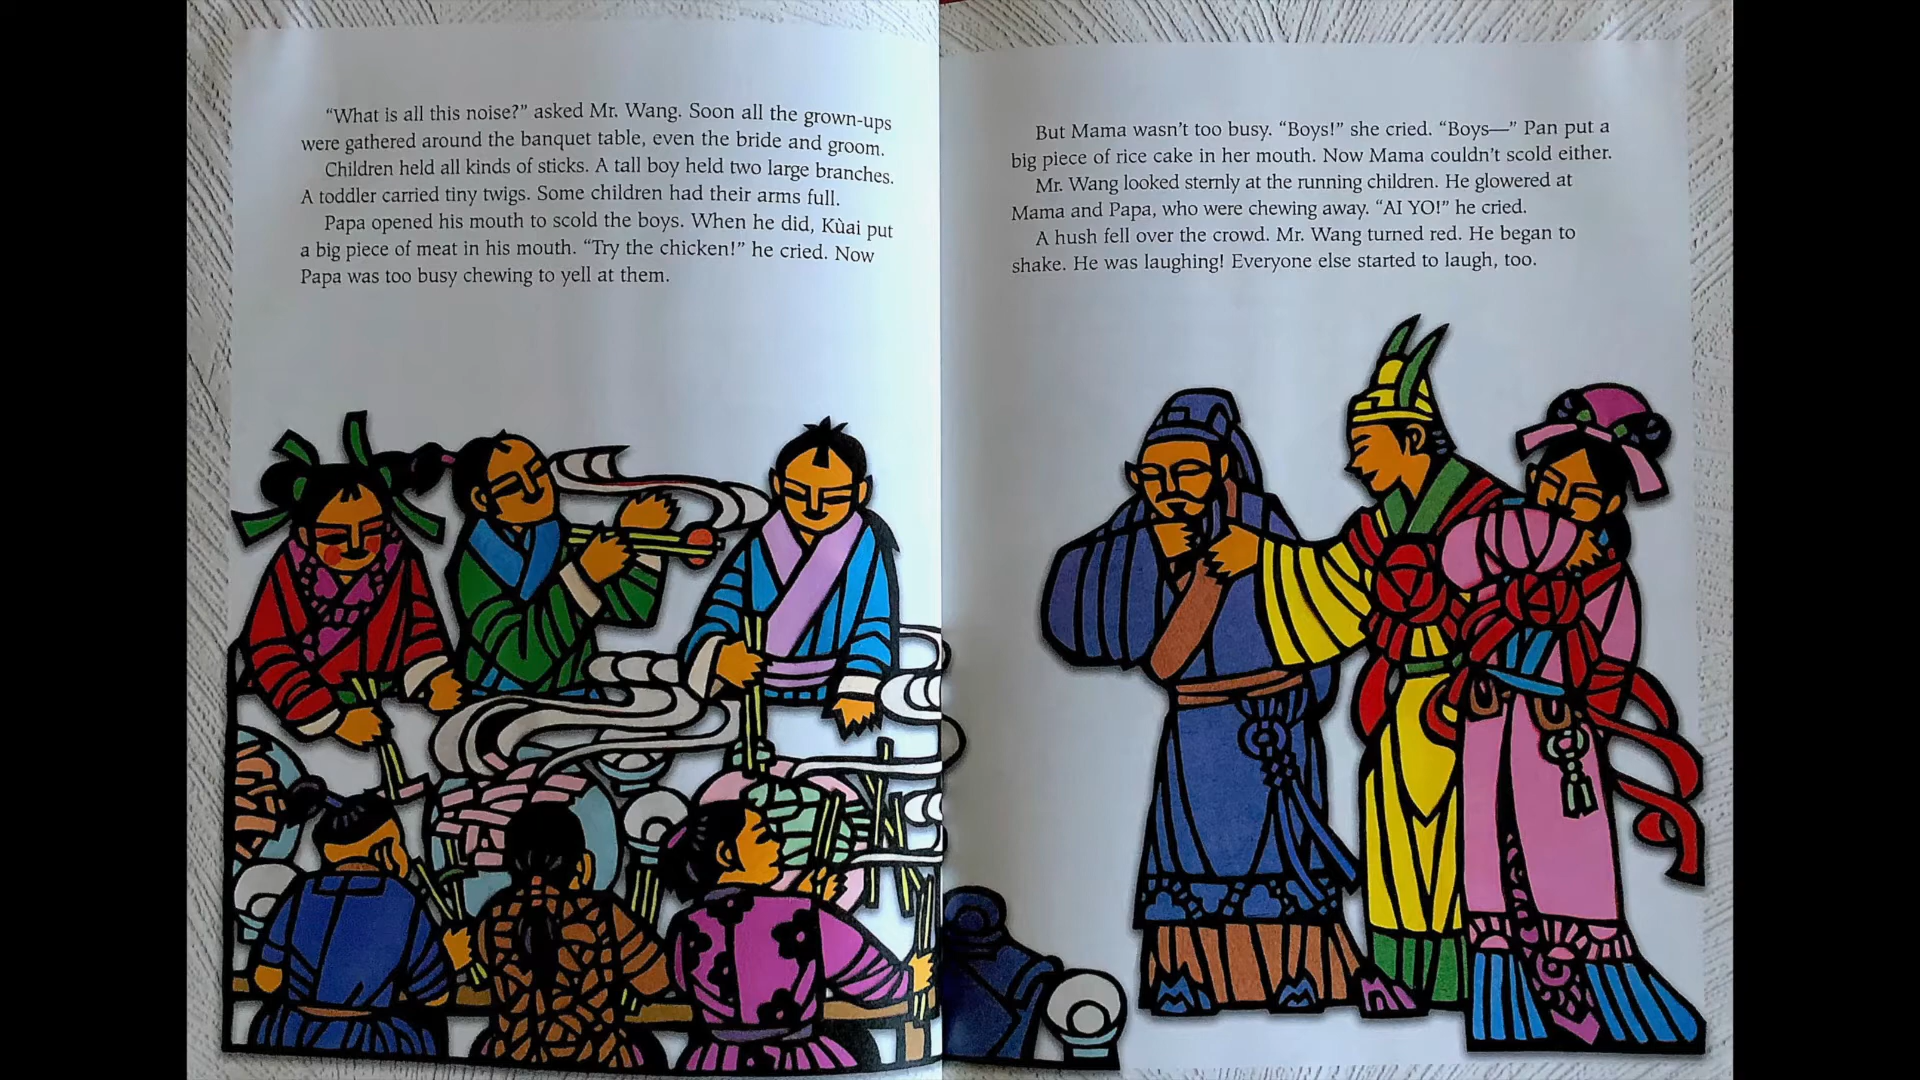 “What is all this noise?” asked Mr. Wang. Soon all the grown-ups
were gathered around the banquet table, even the bride and groom.
Children held all kinds of sticks. A tall boy held two large branches.
A toddler carried tiny twigs. Some children had their arms full.
Papa opened his mouth to scold the boys. When he did, Kùai put
a big piece of meat in his mouth. “Try the chicken!” he cried. Now
Papa was too busy chewing to yell at them.
But Mama wasn’t too busy. “Boys!” she cried. “Boys—” Pan put a
big piece of rice cake in her mouth. Now Mama couldn’t scold either.
Mr. Wang looked sternly at the running children. He glowered at
Mama and Papa, who were chewing away. “AI YO!” he cried.
A hush fell over the crowd. Mr. Wang turned red. He began to
shake. He was laughing! Everyone else started to laugh, too.